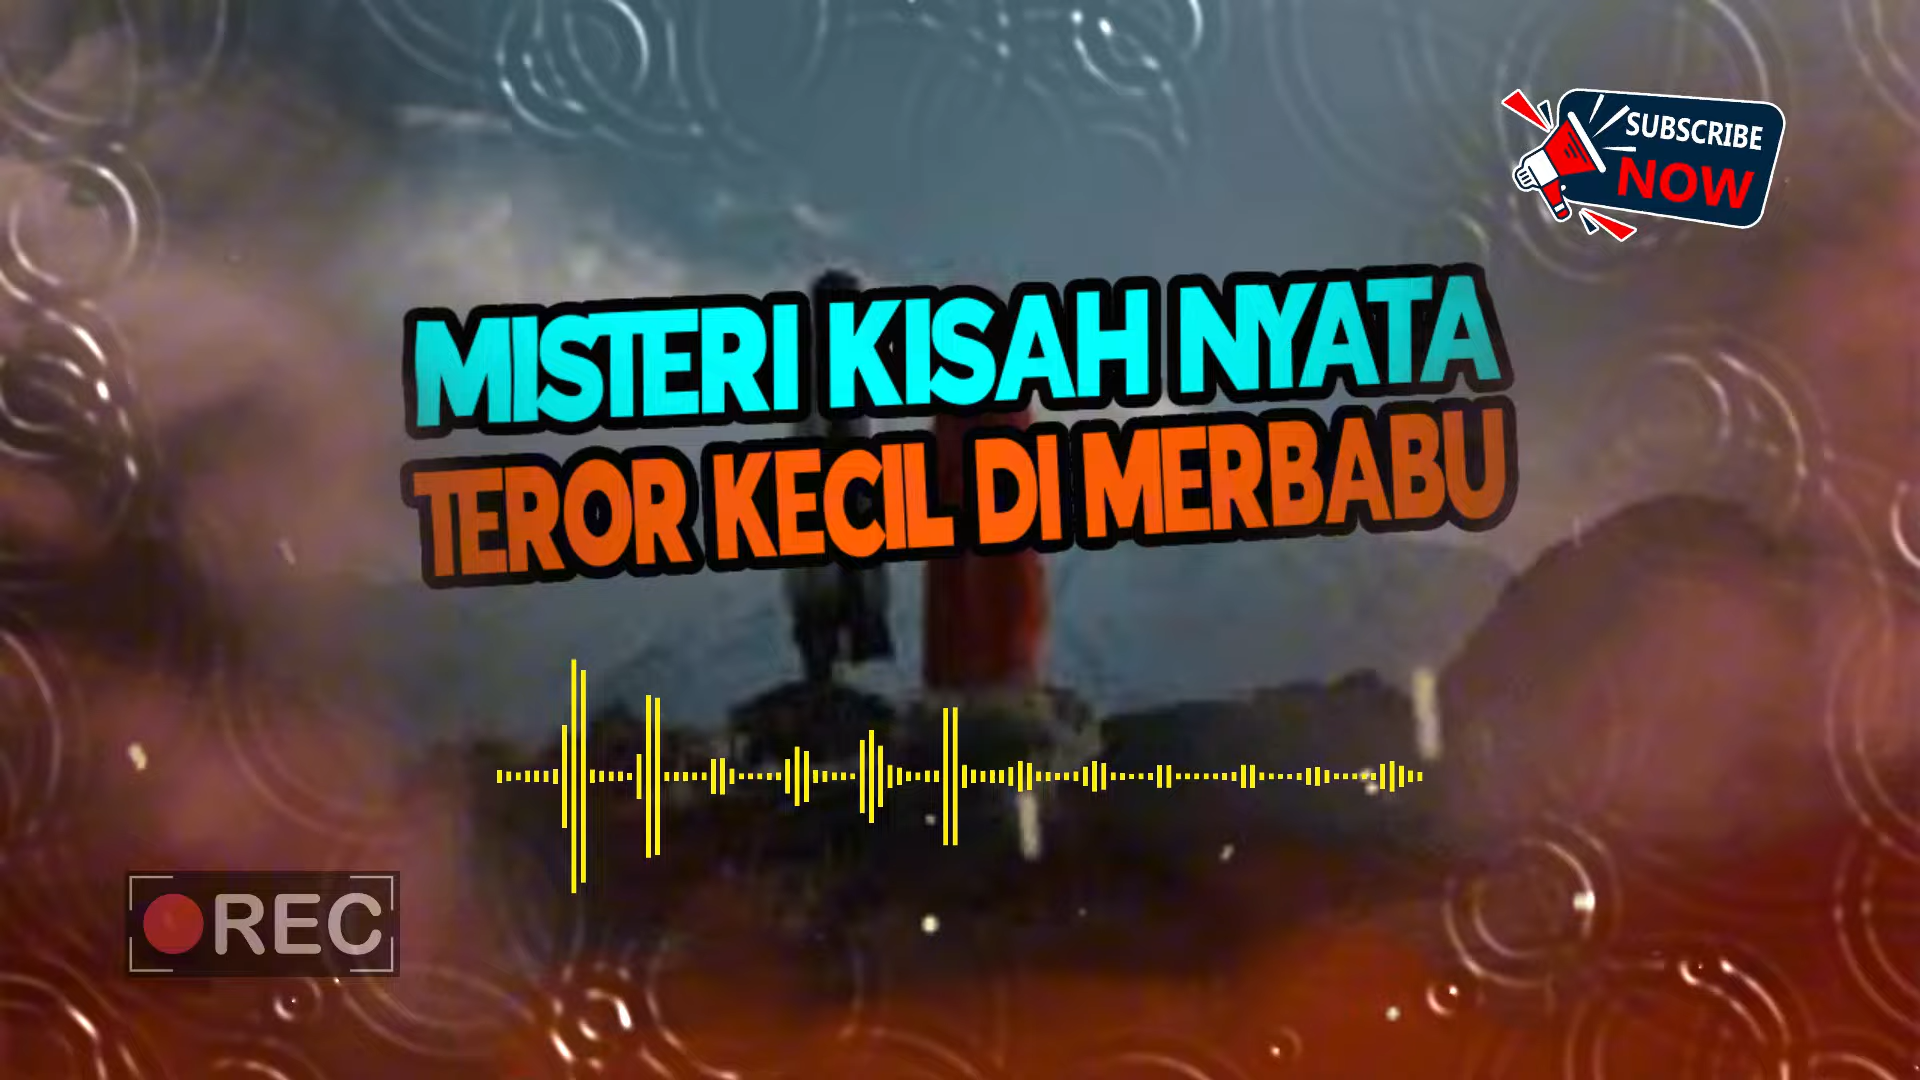 SUBSCRIBE
NOW
MISTERI KISAH NYATA
TEROR KECIL DI MERBABU
REC